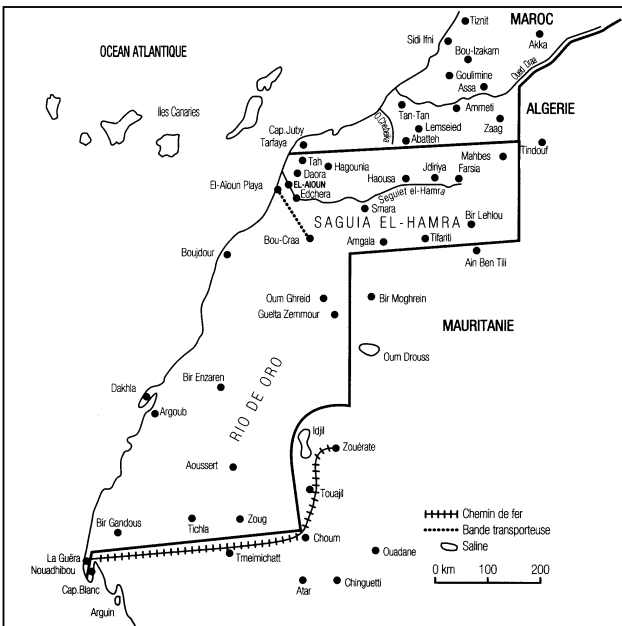 Tiznit
MAROC
Sidi Ifni
Akka
OCEAN ATLANTIQUE
Bou-Izakarn
Goulimine
Assa
Oued Draa
Iles Canaries
Tan-Tan
Ammeti
ALGERIE
O.Chebeika
Lemseied
Zaag
Cap.Juby
Tarfaya
Abatteh
Tindouf
Mahbes
Tah
Hagounia
Jdiriya
Farsia
Daora
Haousa
El-Aïoun Playa
EL-AÏOUN
Edchera
Seguiet el-Hamra
Smara
SAGUIA EL-HAMRA
Bir Lehlou
Bou-Craa
Amgala
Tifariti
Boujdour
Ain Ben Tili
Oum Ghreid
Bir Moghrein
Guelta Zemmour
MAURITANIE
Oum Drouss
Bir Enzaren
Dakhla
RIO DE ORO
Argoub
Idjil
Zouérate
Aoussert
Touajil
Chemin de fer
Bir Gandous
Tichla
Zoug
Bande transporteuse
Choum
Saline
La Guêra
Tmeimichatt
Ouadane
Nouadhibou
0 km 100 200
Cap.Blanc
Atar
Chinguetti
Arguin